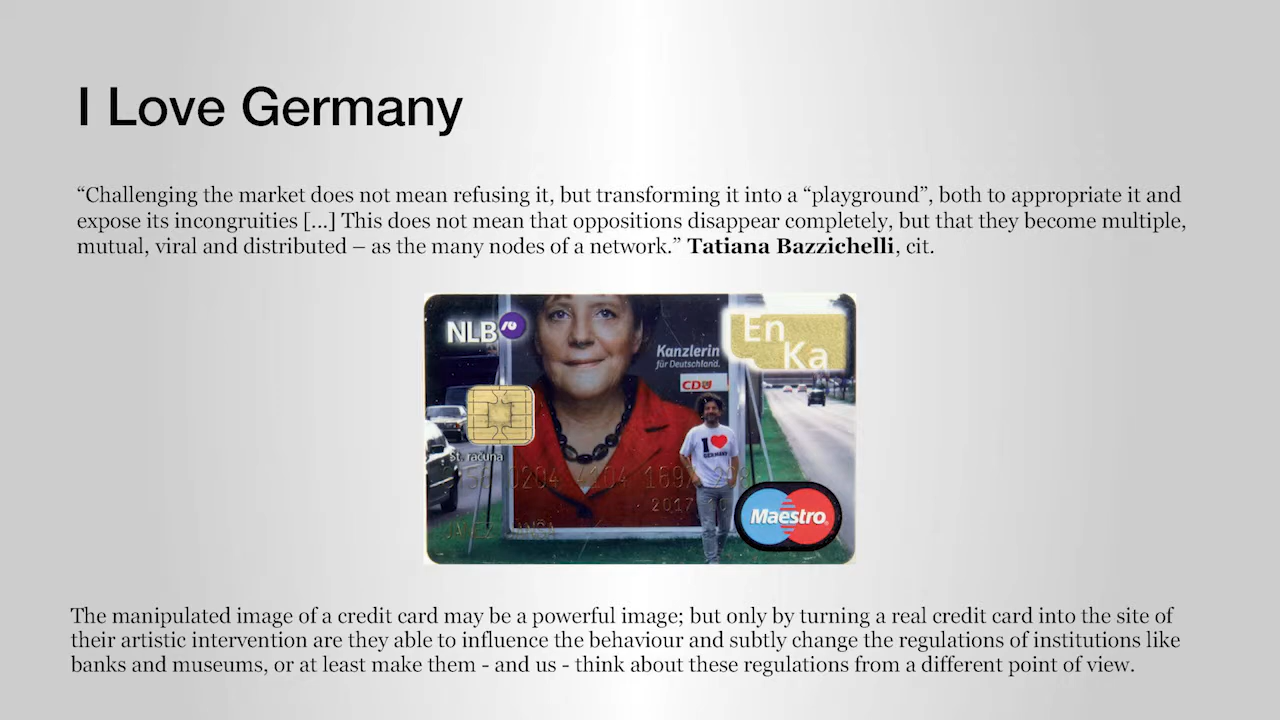 I Love Germany
“Challenging the market does not mean refusing it, but transforming it into a “playground”, both to appropriate it and
expose its incongruities [...] This does not mean that oppositions disappear completely, but that they become multiple,
mutual, viral and distributed – as the many nodes of a network.” Tatiana Bazzichelli, cit.
NLB
En
Ka
Kanzlerin
für Deutschland.
CDU
I
GERMANY
Št. računa
0204 4104
2017
Maestro
The manipulated image of a credit card may be a powerful image; but only by turning a real credit card into the site of
their artistic intervention are they able to influence the behaviour and subtly change the regulations of institutions like
banks and museums, or at least make them - and us - think about these regulations from a different point of view.